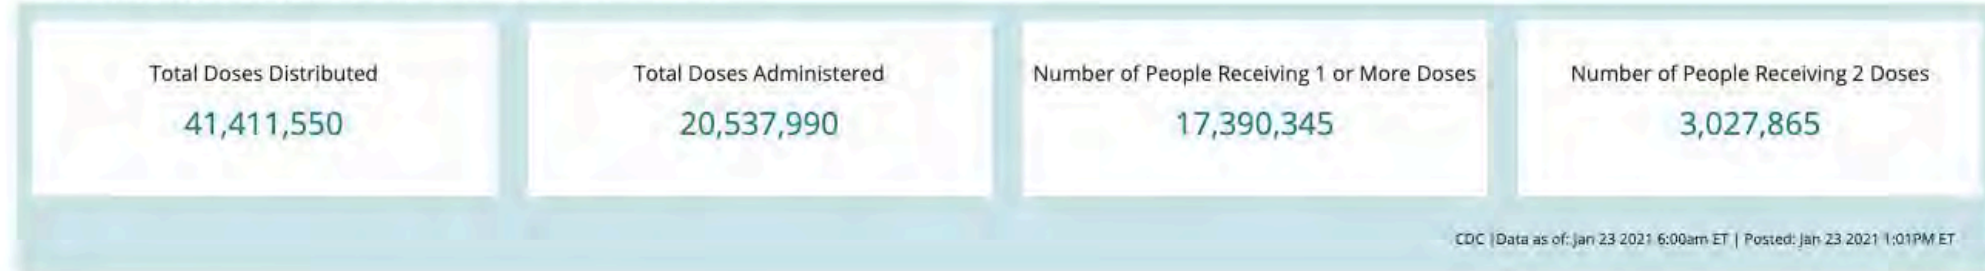 Total Doses Distributed
41,411,550
Total Doses Administered
20,537,990
Number of People Receiving 1 or More Doses
17,390,345
Number of People Receiving 2 Doses
3,027,865
CDC |Data as of: Jan 23 2021 6:00am ET | Posted: Jan 23 2021 1:01PM ET